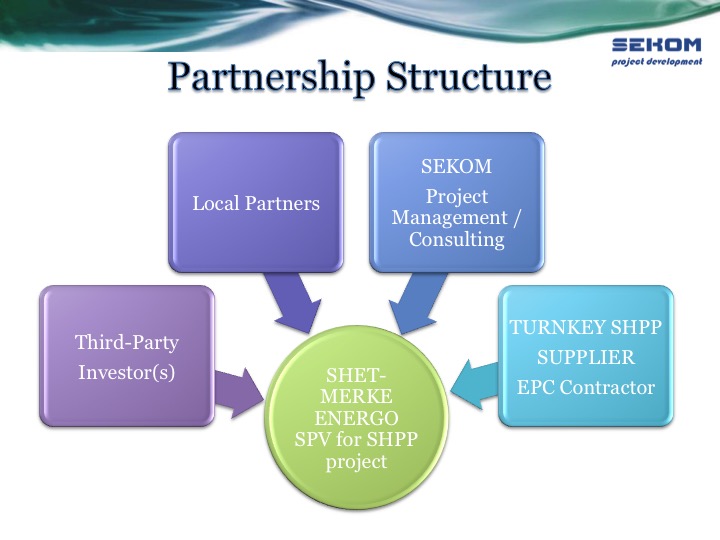 SEKOM
project development
Partnership Structure
Local Partners
SEKOM
Project
Management /
Consulting
Third-Party
Investor(s)
TURNKEY SHPP
SUPPLIER
EPC Contractor
SHET-
MERKE
ENERGO
SPV for SHPP
project